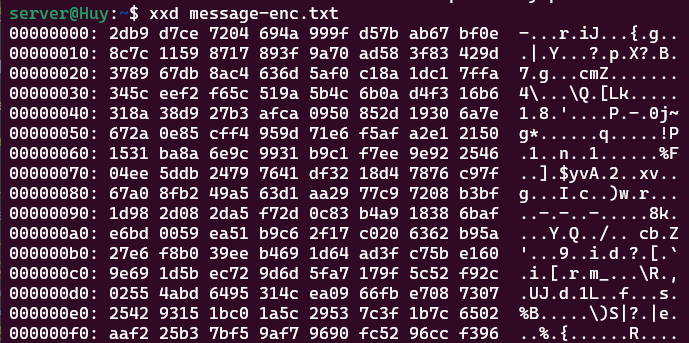 server@Huy:~$ xxd message-enc.txt
00000000: 2db9 d7ce 7204 694a 999f d57b ab67 bf0e  -...r.iJ...{.g..
00000010: 8c7c 1159 8717 893f 9a70 ad58 3f83 429d  .|.Y...?.p.X?.B.
00000020: 3789 67db 8ac4 636d 5af0 c18a 1dc1 7ffa  7.g...cmZ.......
00000030: 345c eef2 f65c 519a 5b4c 6b0a d4f3 16b6  4\...\Q.[Lk.....
00000040: 318a 38d9 27b3 afca 0950 852d 1930 6a7e  1.8.'....P.-.0j~
00000050: 672a 0e85 cff4 959d 71e6 f5af a2e1 2150  g*......q.....!P
00000060: 1531 ba8a 6e9c 9931 b9c1 f7ee 9e92 2546  .1..n..1......%F
00000070: 04ee 5ddb 2479 7641 df32 18d4 7876 c97f  ..].$yvA.2..xv..
00000080: 67a0 8fb2 49a5 63d1 aa29 77c9 7208 b3bf  g...I.c..)w.r...
00000090: 1d98 2d08 2da5 f72d 0c83 b4a9 1838 6baf  ..-.-..-.....8k.
000000a0: e6bd 0059 ea51 b9c6 2f17 c020 6362 b95a  ...Y.Q../.. cb.Z
000000b0: 27e6 f8b0 39ee b469 1d64 ad3f c75b e160  '...9..i.d.?.[.`
000000c0: 9e69 1d5b ec72 9d6d 5fa7 179f 5c52 f92c  .i.[.r.m_...\R.,
000000d0: 0255 4abd 6495 314c ea09 66fb e708 7307  .UJ.d.1L..f...s.
000000e0: 2542 9315 1bc0 1a5c 2953 7c3f 1b7c 6502  %B.....\)S|?.|e.
000000f0: aaf2 25b3 7bf5 9af7 9690 fc52 96cc f396  ..%.{......R....